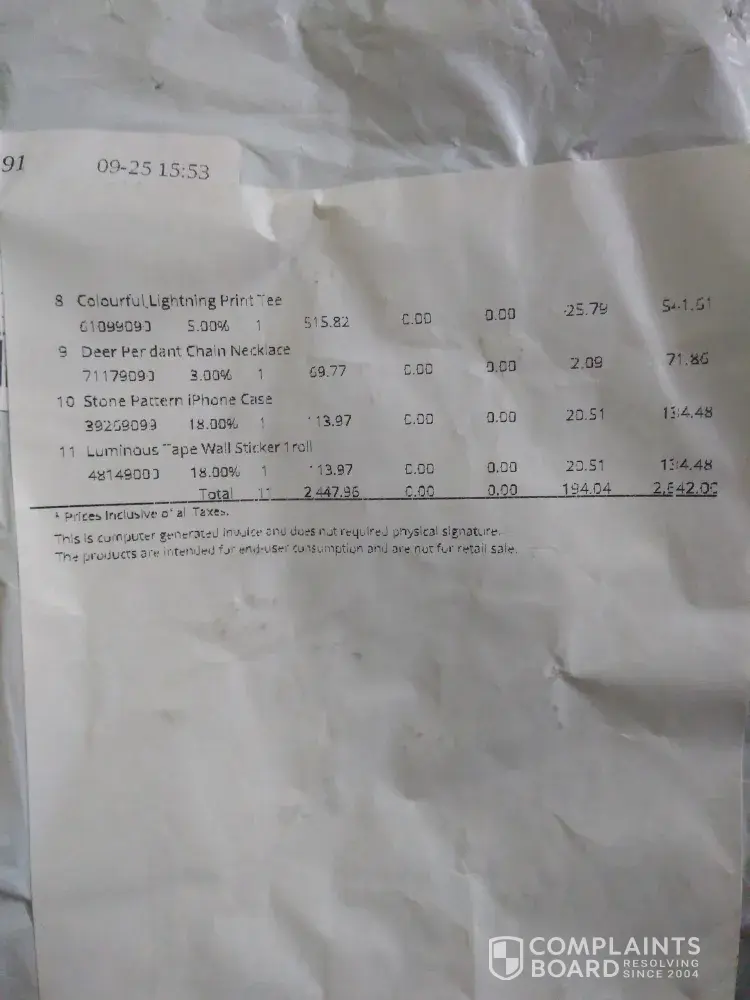 91 09-25 15:53
8 Colourful Lightning Print Tee
61099090 5.00% 1 515.82 0.00 0.00 25.79 541.61
9 Deer Pendant Chain Necklace
71179090 3.00% 1 69.77 0.00 0.00 2.09 71.86
10 Stone Pattern iPhone Case
39269099 18.00% 1 113.97 0.00 0.00 20.51 134.48
11 Luminous Tape Wall Sticker 1roll
48149000 18.00% 1 113.97 0.00 0.00 20.51 134.48
Total 11 2 447.96 0.00 0.00 194.04 2,642.00
* Prices Inclusive of all Taxes.
This is computer generated invoice and does not required physical signature.
The products are intended for end-user consumption and are not for retail sale.
COMPLAINTS
BOARD RESOLVING
SINCE 2004